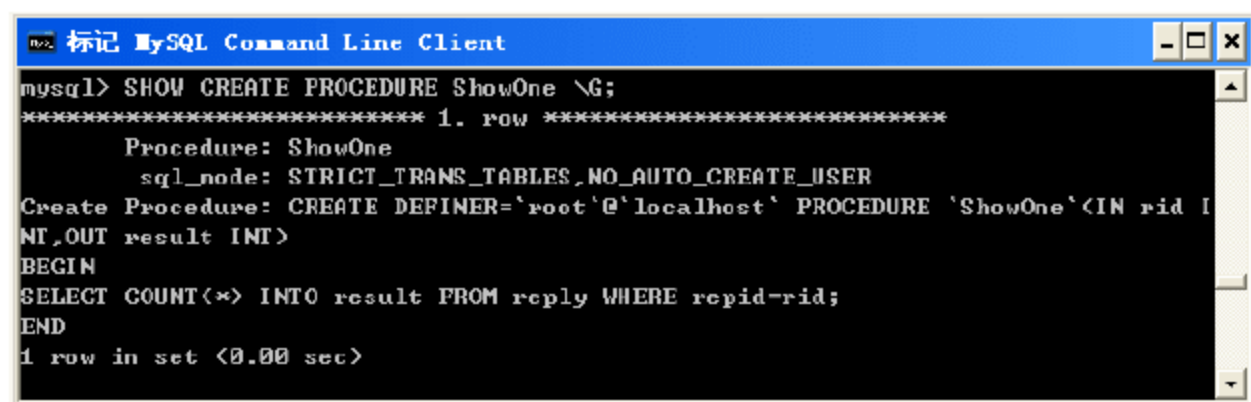 标记 MySQL Command Line Client
mysql> SHOW CREATE PROCEDURE ShowOne \G;
*************************** 1. row ***************************
Procedure: ShowOne
sql_mode: STRICT_TRANS_TABLES,NO_AUTO_CREATE_USER
Create Procedure: CREATE DEFINER=`root`@`localhost` PROCEDURE `ShowOne`(IN rid I
NT,OUT result INT)
BEGIN
SELECT COUNT(*) INTO result FROM reply WHERE repid=rid;
END
1 row in set (0.00 sec)